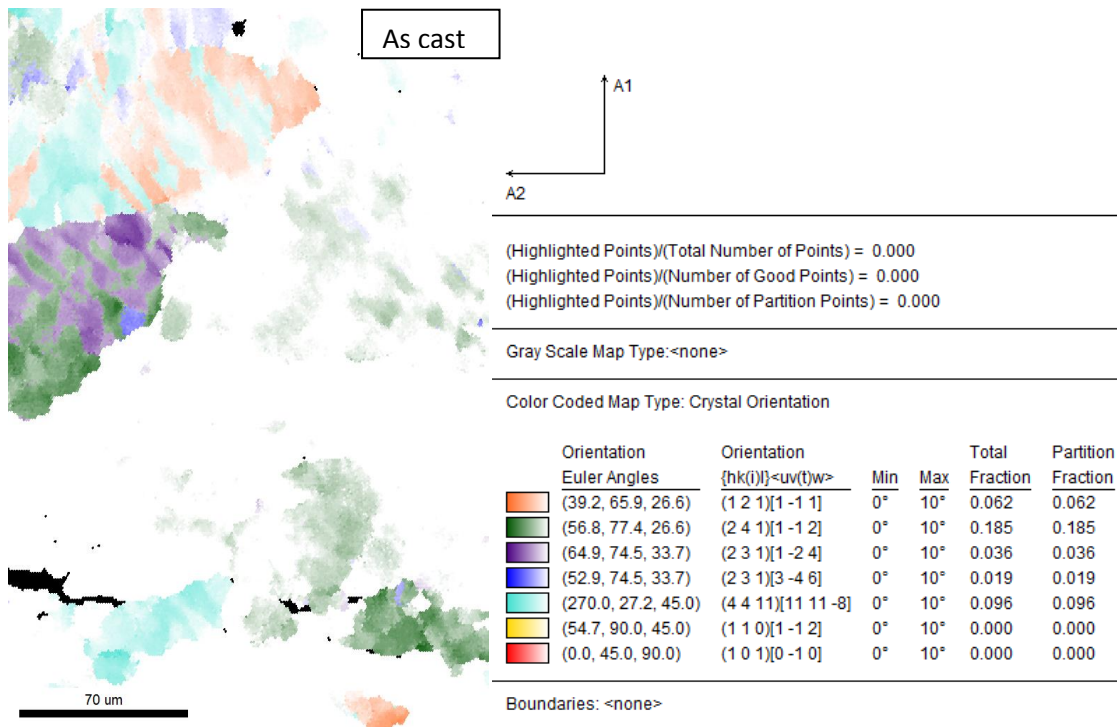 As cast
A1
A2
(Highlighted Points)/(Total Number of Points) = 0.000
(Highlighted Points)/(Number of Good Points) = 0.000
(Highlighted Points)/(Number of Partition Points) = 0.000
Gray Scale Map Type:<none>
Color Coded Map Type: Crystal Orientation
Orientation Orientation Total Partition
Euler Angles {hk(i)l}<uv(t)w> Min Max Fraction Fraction
(39.2, 65.9, 26.6) (1 2 1)[1 -1 1] 0° 10° 0.062 0.062
(56.8, 77.4, 26.6) (2 4 1)[1 -1 2] 0° 10° 0.185 0.185
(64.9, 74.5, 33.7) (2 3 1)[1 -2 4] 0° 10° 0.036 0.036
(52.9, 74.5, 33.7) (2 3 1)[3 -4 6] 0° 10° 0.019 0.019
(270.0, 27.2, 45.0) (4 4 11)[11 11 -8] 0° 10° 0.096 0.096
(54.7, 90.0, 45.0) (1 1 0)[1 -1 2] 0° 10° 0.000 0.000
(0.0, 45.0, 90.0) (1 0 1)[0 -1 0] 0° 10° 0.000 0.000
70 um
Boundaries: <none>